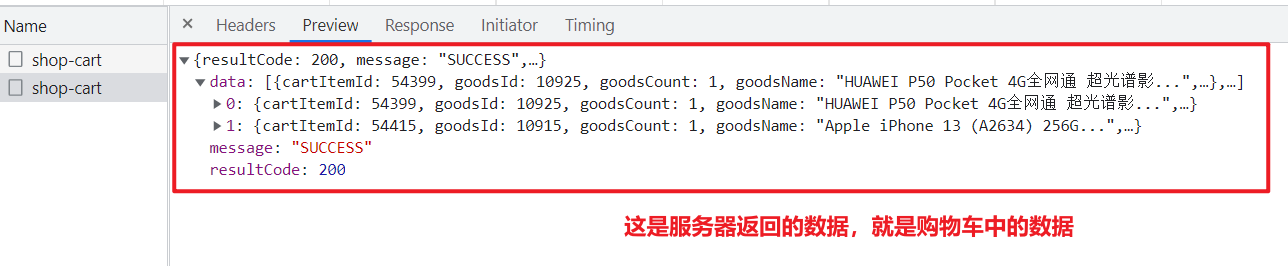 Name
Headers Preview Response Initiator Timing
shop-cart
shop-cart
{resultCode: 200, message: "SUCCESS",…}
data: [{cartItemId: 54399, goodsId: 10925, goodsCount: 1, goodsName: "HUAWEI P50 Pocket 4G全网通 超光谱影...",…},…]
0: {cartItemId: 54399, goodsId: 10925, goodsCount: 1, goodsName: "HUAWEI P50 Pocket 4G全网通 超光谱影...",…}
1: {cartItemId: 54415, goodsId: 10915, goodsCount: 1, goodsName: "Apple iPhone 13 (A2634) 256G...",…}
message: "SUCCESS"
resultCode: 200
这是服务器返回的数据，就是购物车中的数据